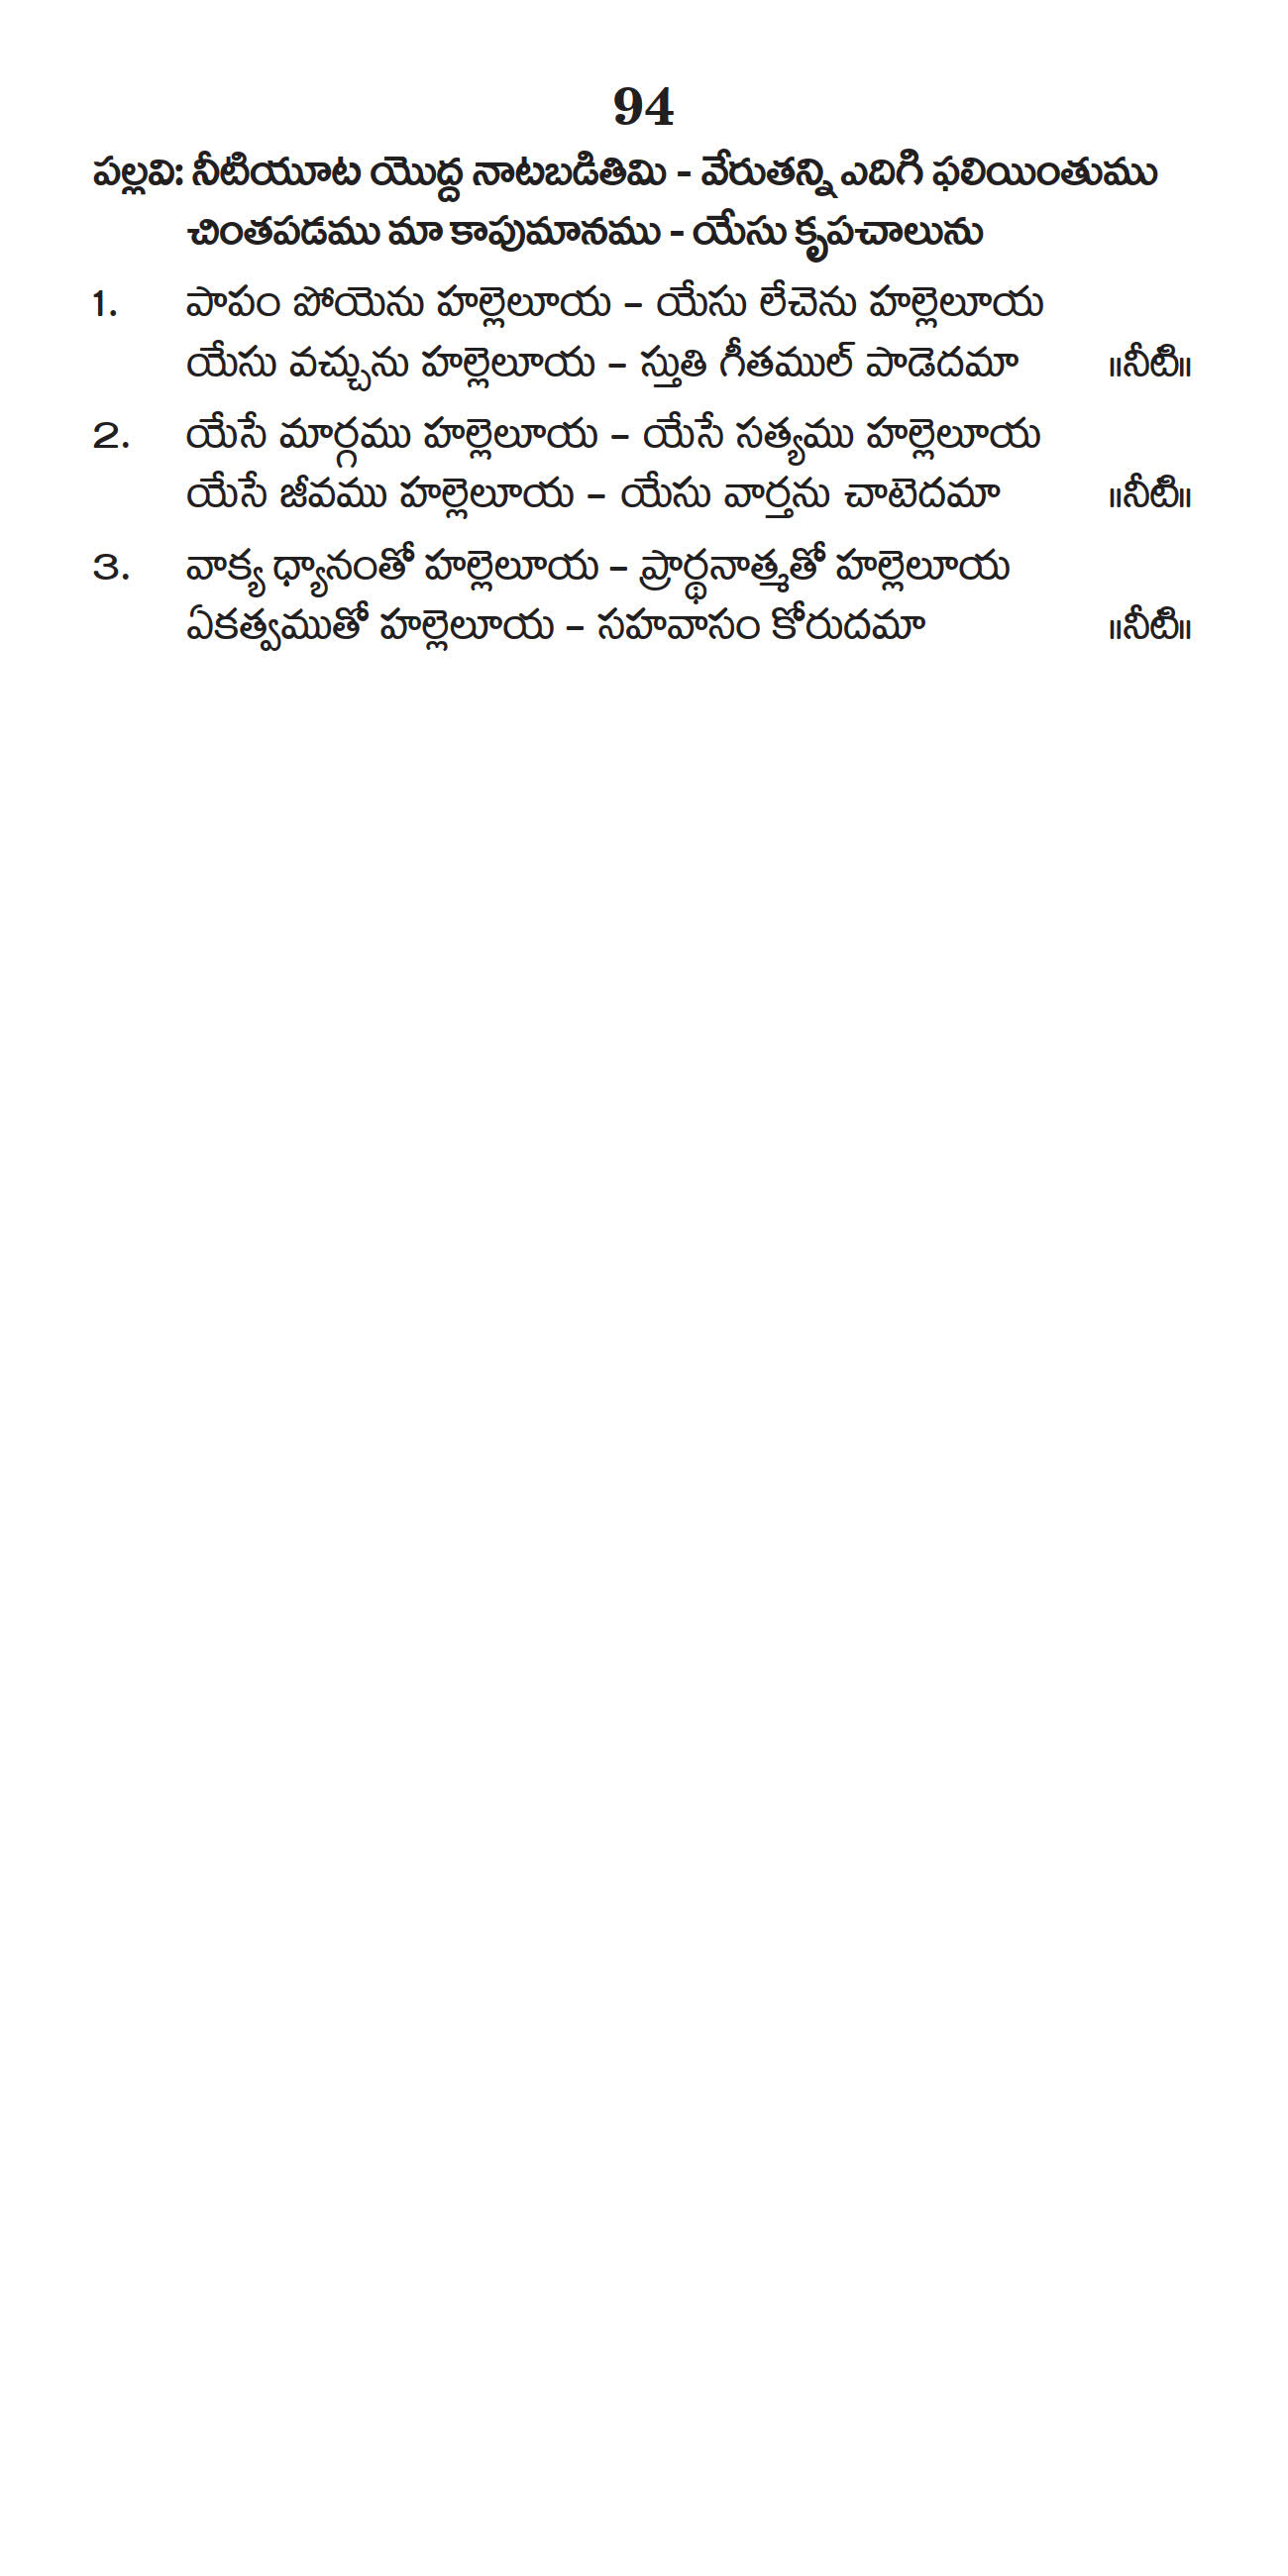 94
పల్లవి: నీటియూట యొద్ద నాటబడితిమి - వేరుతన్ని ఎదిగి ఫలియింతుము
చింతపడము మా కాపుమానము - యేసు కృపచాలును
1. పాపం పోయెను హల్లెలూయ – యేసు లేచెను హల్లెలూయ
యేసు వచ్చును హల్లెలూయ – స్తుతి గీతముల్ పాడెదమా ॥నీటి॥
2. యేసే మార్గము హల్లెలూయ – యేసే సత్యము హల్లెలూయ
యేసే జీవము హల్లెలూయ – యేసు వార్తను చాటెదమా ॥నీటి॥
3. వాక్య ధ్యానంతో హల్లెలూయ – ప్రార్థనాత్మతో హల్లెలూయ
ఏకత్వముతో హల్లెలూయ – సహవాసం కోరుదమా ॥నీటి॥